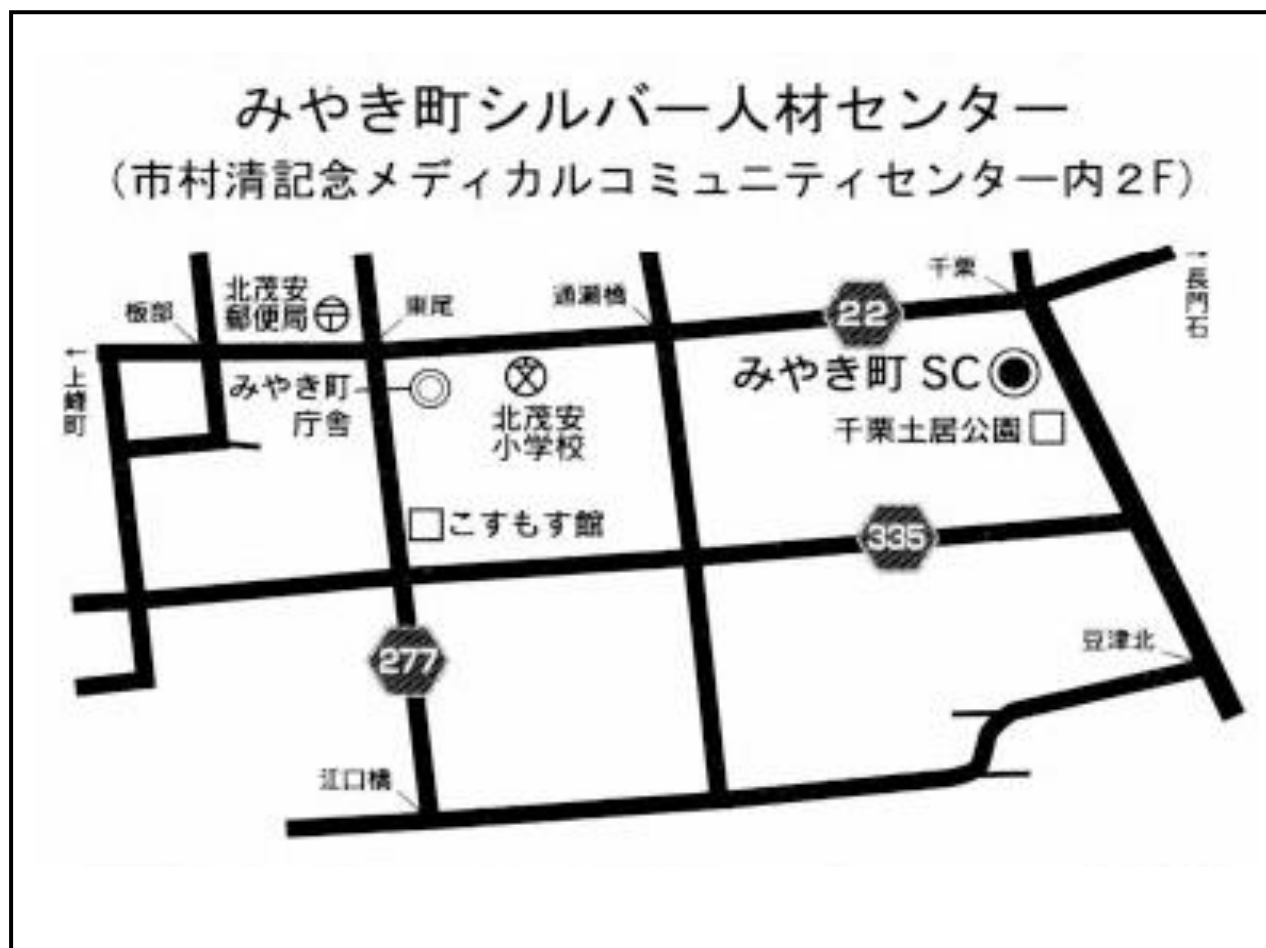 みやき町シルバー人材センター
(市村清記念メディカルコミュニティセンター内2F)
北茂安
郵便局
板部
東尾
通瀬橋
22
千栗
→長門石
←上峰町
みやき町
庁舎
北茂安
小学校
みやき町 SC
千栗土居公園
こすもす館
335
277
豆津北
江口橋